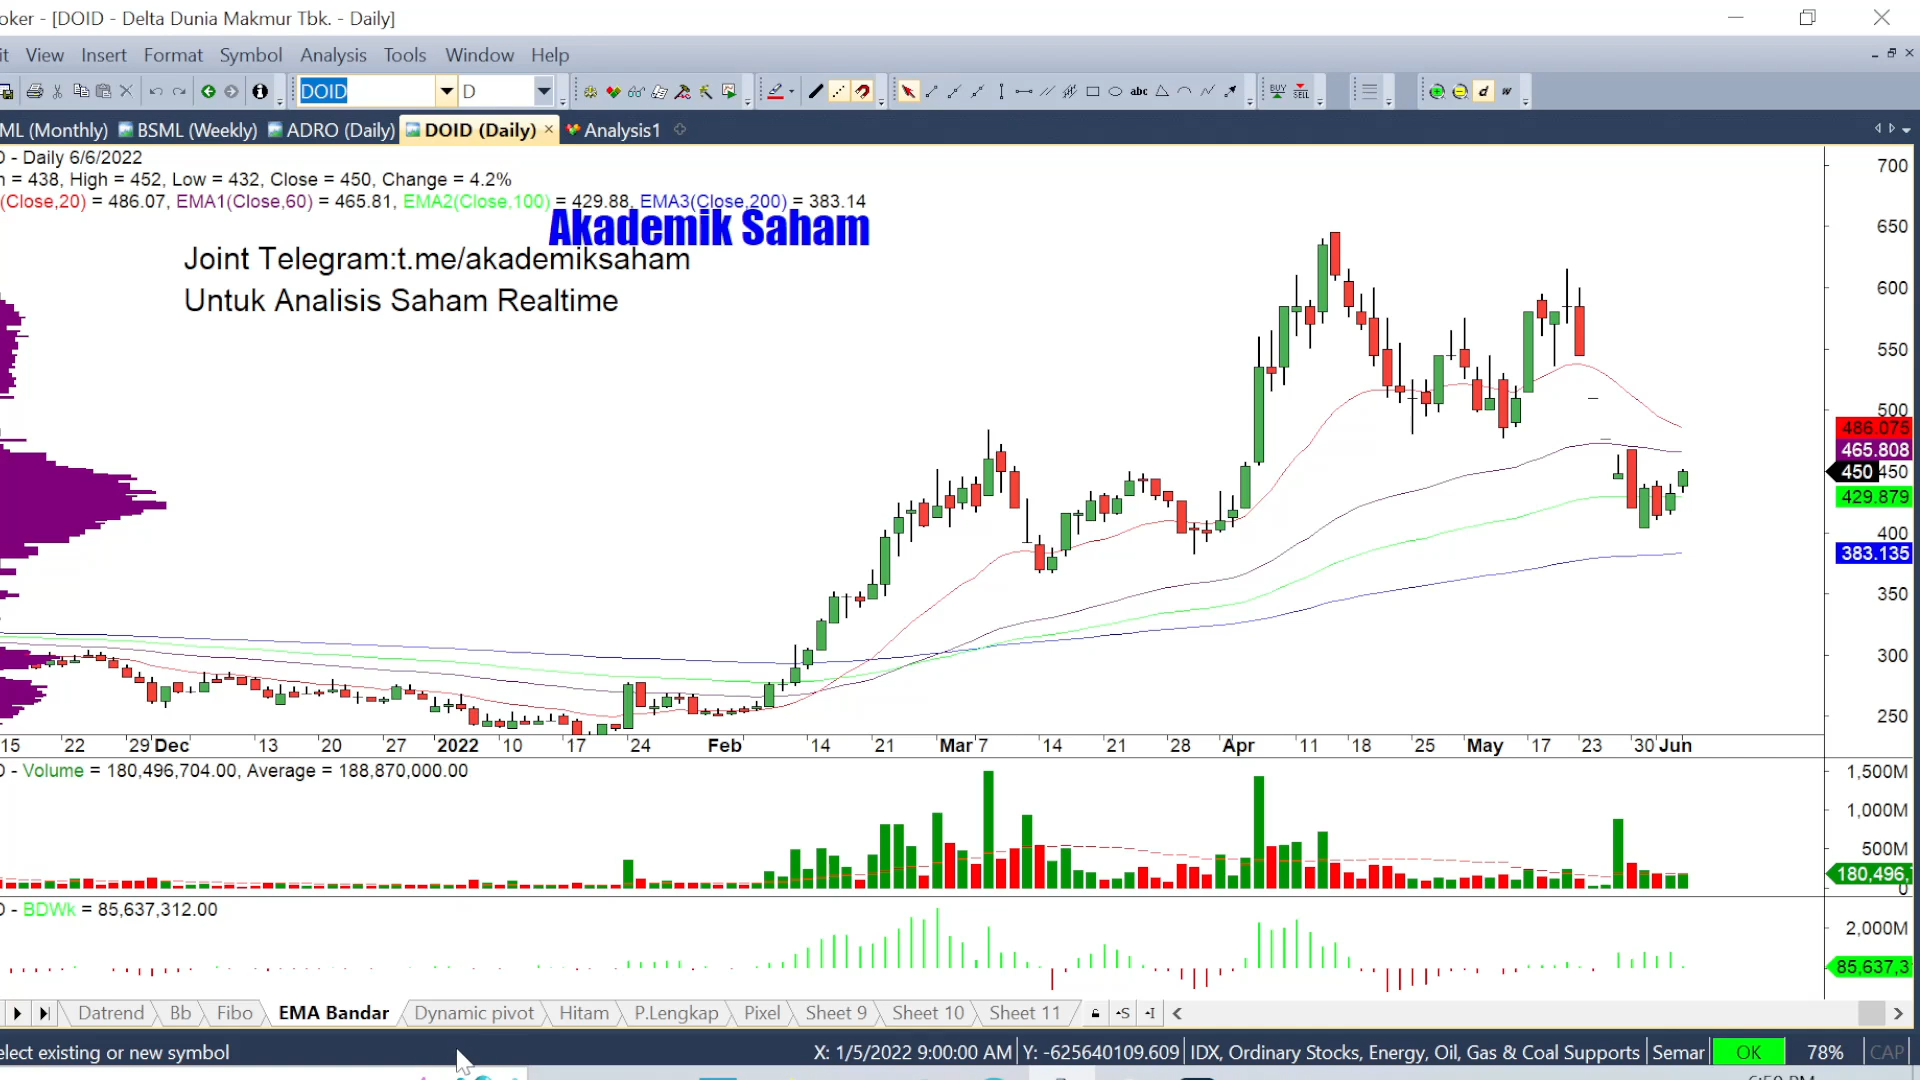 oker - [DOID - Delta Dunia Makmur Tbk. - Daily]
it View Insert Format Symbol Analysis Tools Window Help
DOID D abc BUY SELL d w
ML (Monthly) BSML (Weekly) ADRO (Daily) DOID (Daily) × Analysis1
D - Daily 6/6/2022
n = 438, High = 452, Low = 432, Close = 450, Change = 4.2%
(Close,20) = 486.07, EMA1(Close,60) = 465.81, EMA2(Close,100) = 429.88, EMA3(Close,200) = 383.14
Akademik Saham
Joint Telegram:t.me/akademiksaham
Untuk Analisis Saham Realtime
700
650
600
550
500
486.075
465.808
450 450
429.879
400
383.135
350
300
250
15 22 29 Dec 13 20 27 2022 10 17 24 Feb 14 21 Mar 7 14 21 28 Apr 11 18 25 May 17 23 30 Jun
D - Volume = 180,496,704.00, Average = 188,870,000.00
1,500M
1,000M
500M
180,496,
0
D - BDWk = 85,637,312.00
2,000M
85,637,3
Datrend Bb Fibo EMA Bandar Dynamic pivot Hitam P.Lengkap Pixel Sheet 9 Sheet 10 Sheet 11
elect existing or new symbol X: 1/5/2022 9:00:00 AM Y: -625640109.609 IDX, Ordinary Stocks, Energy, Oil, Gas & Coal Supports Semar OK 78% CAP